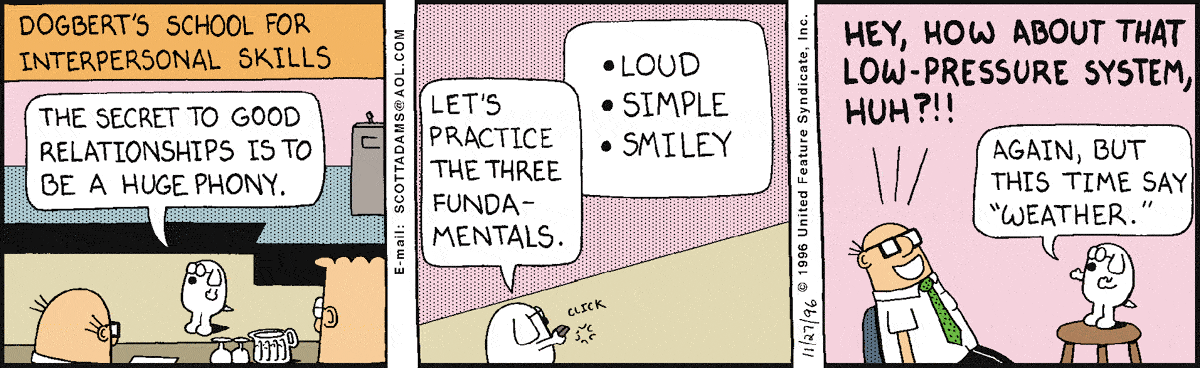 DOGBERT'S SCHOOL FOR
INTERPERSONAL SKILLS
THE SECRET TO GOOD
RELATIONSHIPS IS TO
BE A HUGE PHONY.
E-mail: SCOTTADAMS@AOL.COM
LET'S
PRACTICE
THE THREE
FUNDA-
MENTALS.
• LOUD
• SIMPLE
• SMILEY
CLICK
11/27/96 © 1996 United Feature Syndicate, Inc.
HEY, HOW ABOUT THAT
LOW-PRESSURE SYSTEM,
HUH?!!
AGAIN, BUT
THIS TIME SAY
"WEATHER."